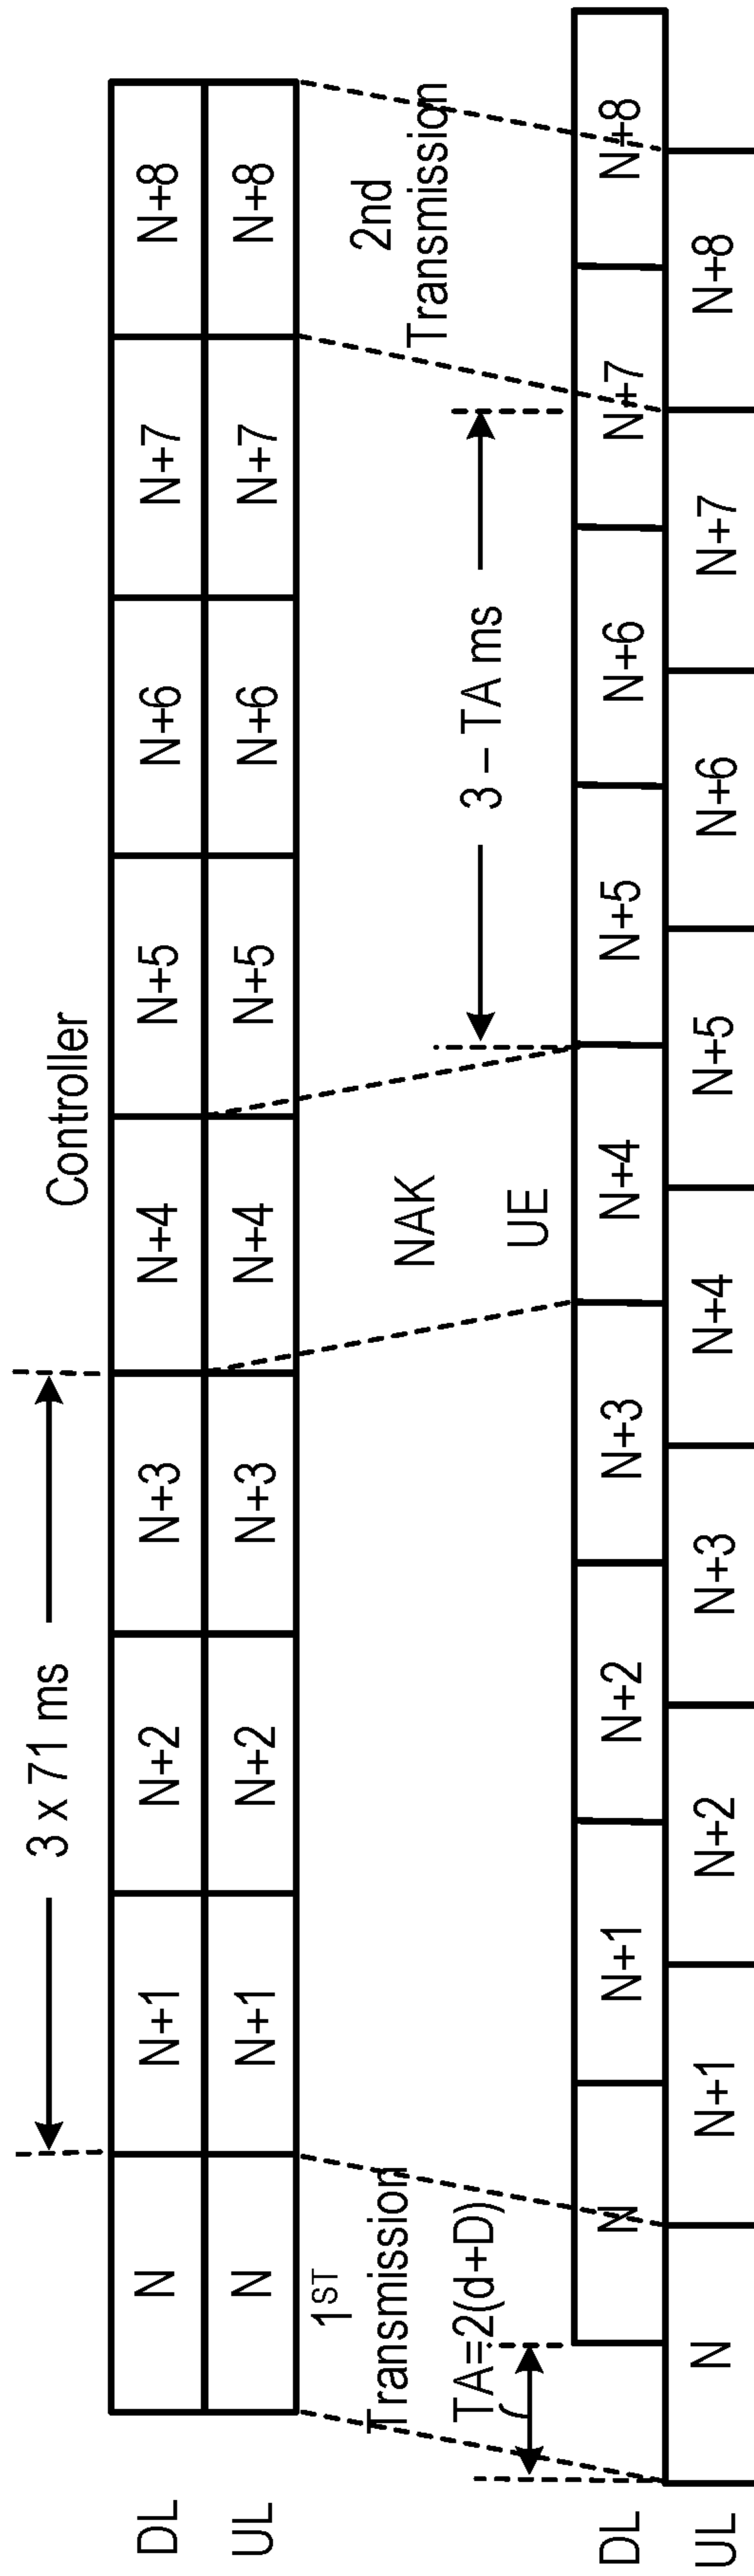 Controller
3 x 71 ms
DL N N+1 N+2 N+3 N+4 N+5 N+6 N+7 N+8
UL N N+1 N+2 N+3 N+4 N+5 N+6 N+7 N+8
1ST
Transmission
NAK
2nd
Transmission
TA=2(d+D)
UE
3 – TA ms
DL N N+1 N+2 N+3 N+4 N+5 N+6 N+7 N+8
UL N N+1 N+2 N+3 N+4 N+5 N+6 N+7 N+8